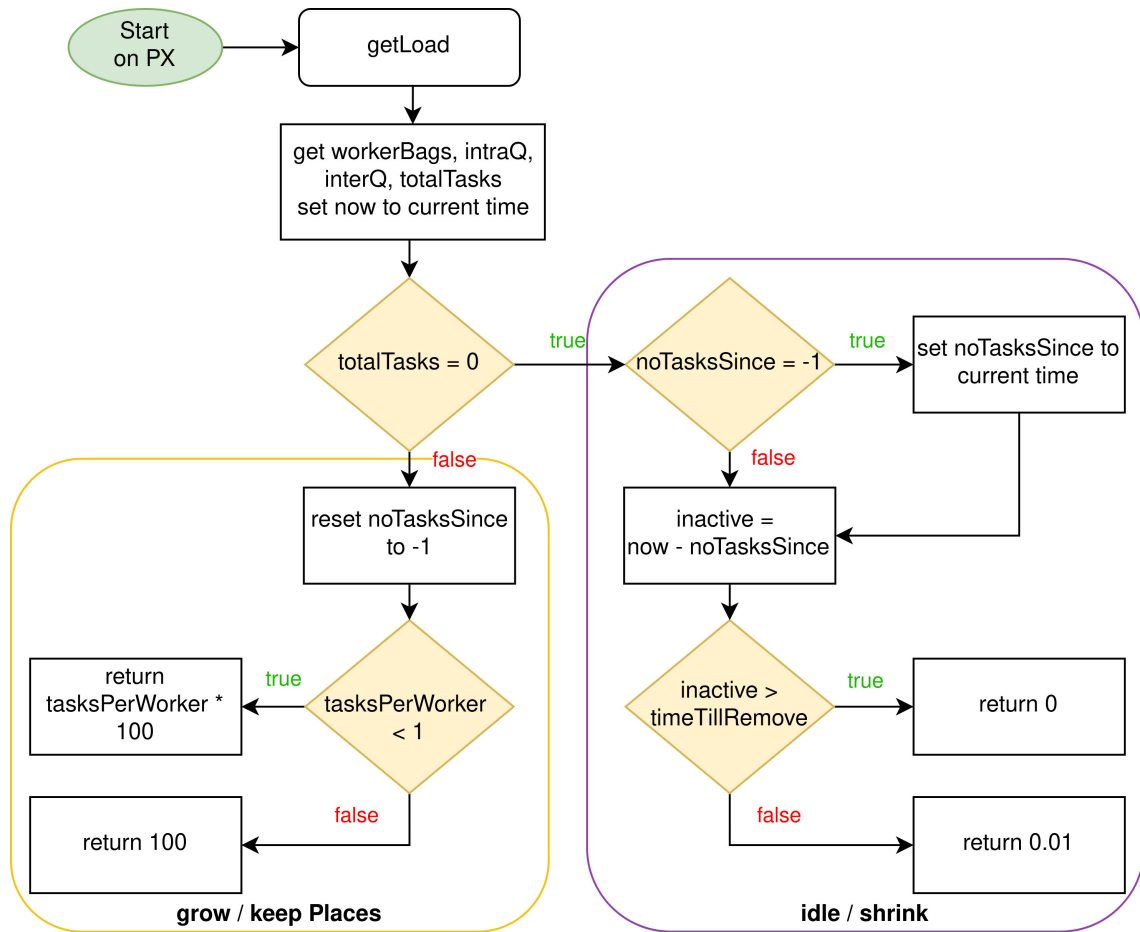 Start
on PX
getLoad
get workerBags, intraQ,
interQ, totalTasks
set now to current time
totalTasks = 0
true
noTasksSince = -1
true
set noTasksSince to
current time
false
false
reset noTasksSince
to -1
inactive =
now - noTasksSince
return
tasksPerWorker *
100
true
tasksPerWorker
< 1
inactive >
timeTillRemove
true
return 0
false
return 100
false
return 0.01
grow / keep Places
idle / shrink